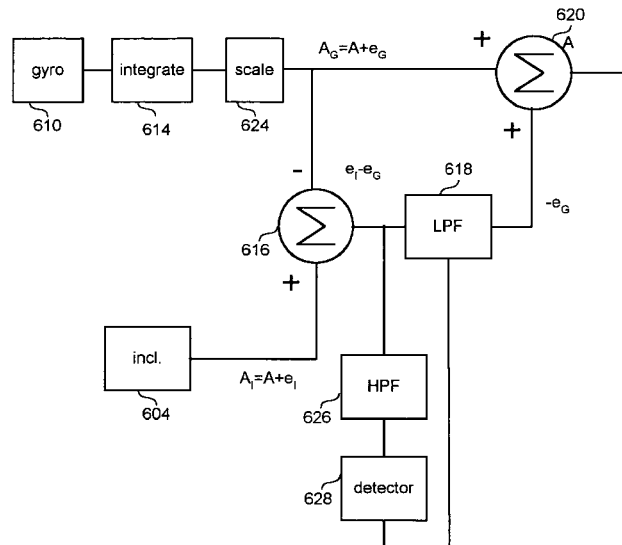 620
A_G=A+e_G
+
A
gyro
integrate
scale
Σ
610
614
624
+
-
e_I-e_G
618
-e_G
Σ
LPF
616
+
incl.
A_I=A+e_I
604
HPF
626
detector
628